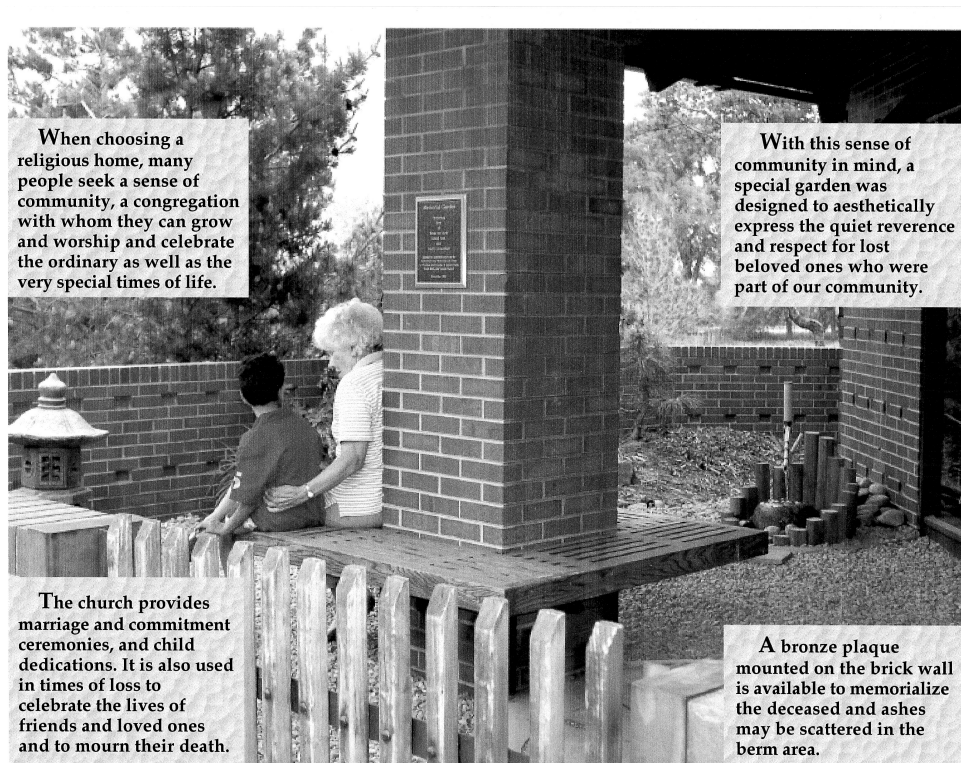 When choosing a
religious home, many
people seek a sense of
community, a congregation
with whom they can grow
and worship and celebrate
the ordinary as well as the
very special times of life.
With this sense of
community in mind, a
special garden was
designed to aesthetically
express the quiet reverence
and respect for lost
beloved ones who were
part of our community.
Memorial Garden
The church provides
marriage and commitment
ceremonies, and child
dedications. It is also used
in times of loss to
celebrate the lives of
friends and loved ones
and to mourn their death.
A bronze plaque
mounted on the brick wall
is available to memorialize
the deceased and ashes
may be scattered in the
berm area.